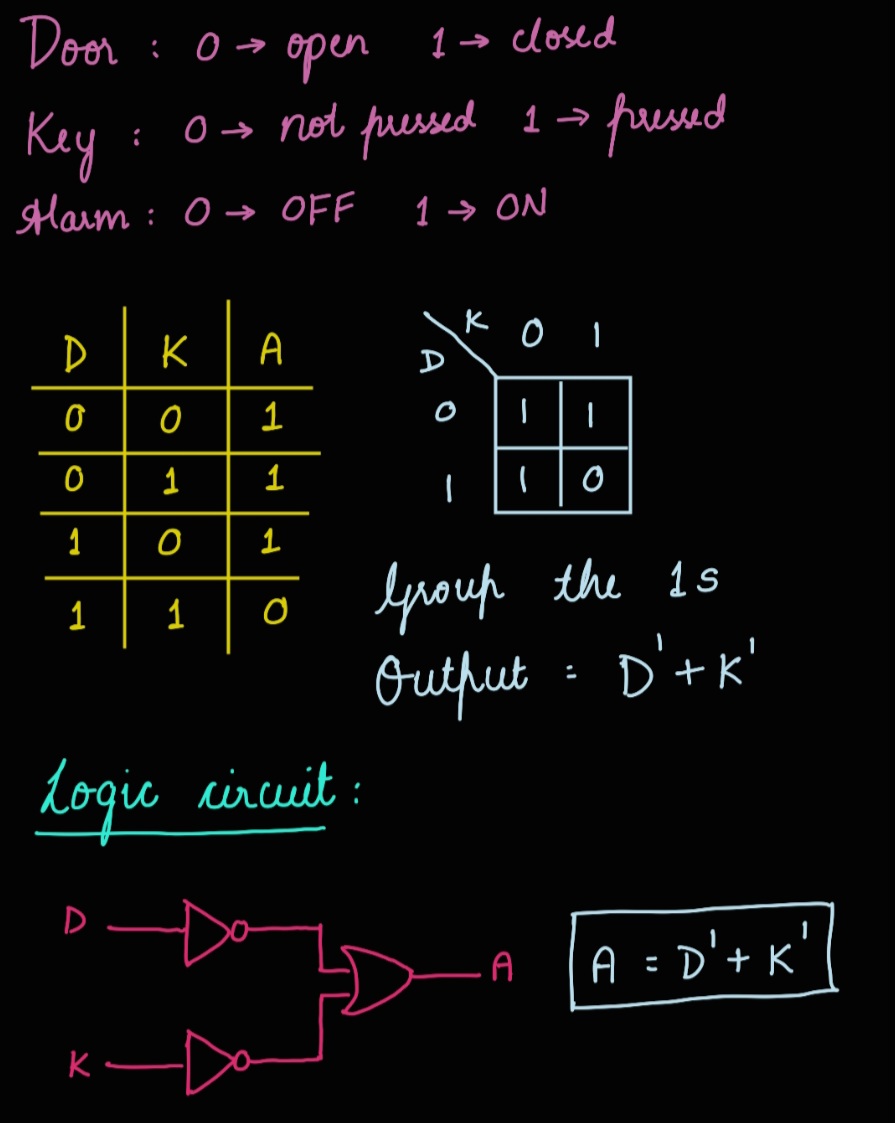 Door : 0 → open 1 → closed
Key : 0 → not pressed 1 → pressed
Alarm : 0 → OFF 1 → ON
D K A
0 0 1
0 1 1
1 0 1
1 1 0
K 0 1
D
0 1 1
1 1 0
Group the 1s
Output = D' + K'
Logic circuit :
D
A
K
A = D' + K'